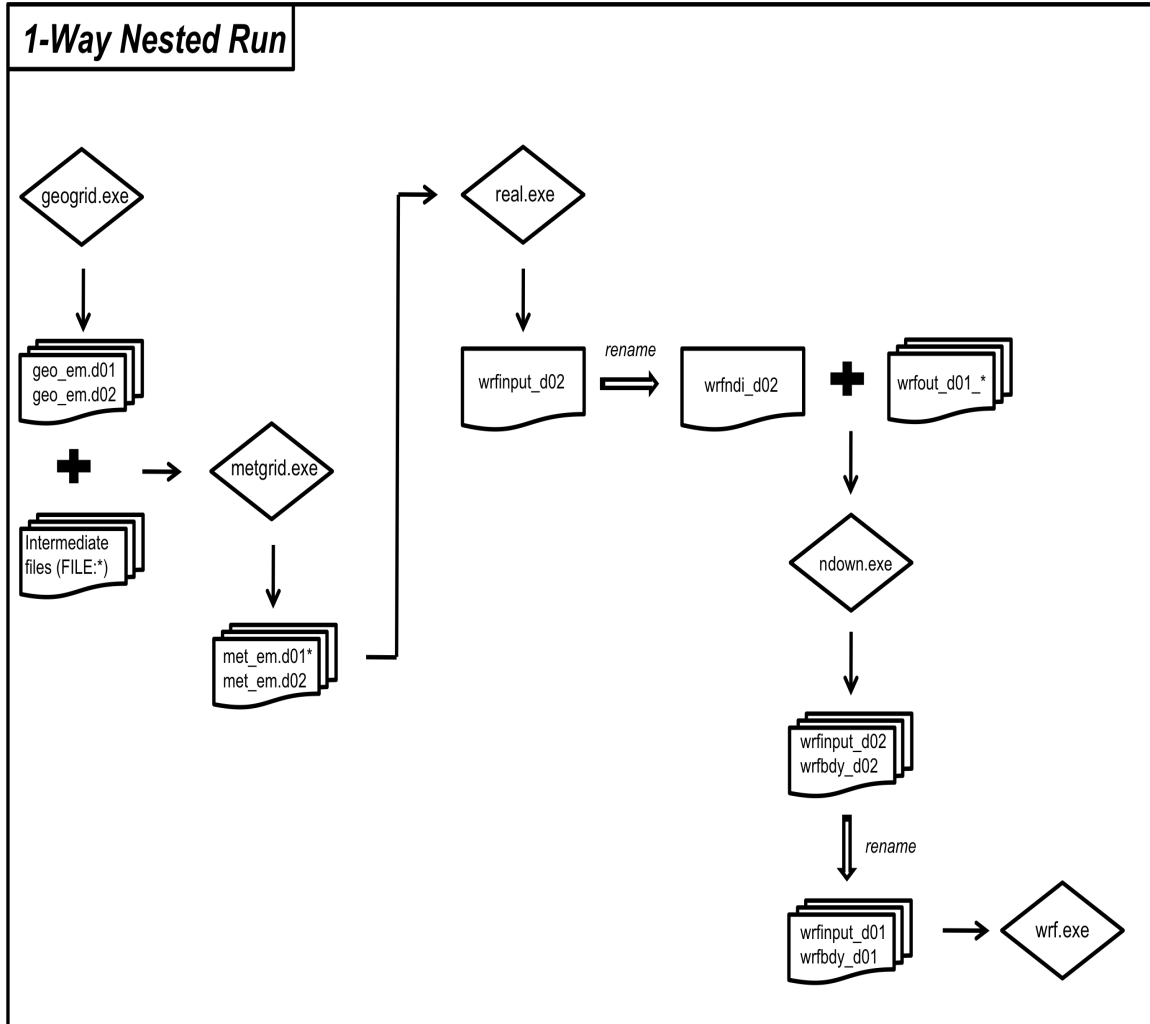 1-Way Nested Run
geogrid.exe
geo_em.d01
geo_em.d02
Intermediate
files (FILE:*)
metgrid.exe
met_em.d01*
met_em.d02
real.exe
wrfinput_d02
rename
wrfndi_d02
wrfout_d01_*
ndown.exe
wrfinput_d02
wrfbdy_d02
rename
wrfinput_d01
wrfbdy_d01
wrf.exe